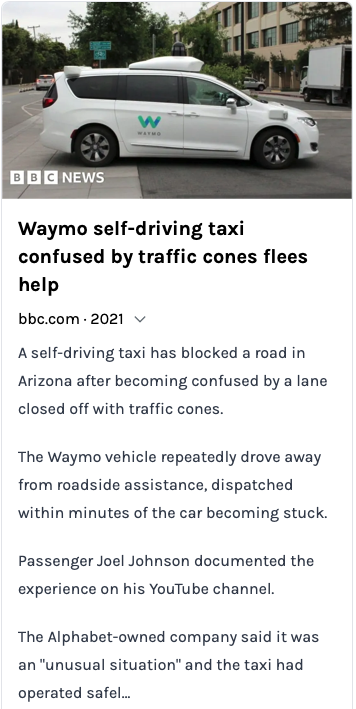 WAYMO
BBC NEWS
Waymo self-driving taxi
confused by traffic cones flees
help
bbc.com · 2021
A self-driving taxi has blocked a road in
Arizona after becoming confused by a lane
closed off with traffic cones.
The Waymo vehicle repeatedly drove away
from roadside assistance, dispatched
within minutes of the car becoming stuck.
Passenger Joel Johnson documented the
experience on his YouTube channel.
The Alphabet-owned company said it was
an "unusual situation" and the taxi had
operated safel...